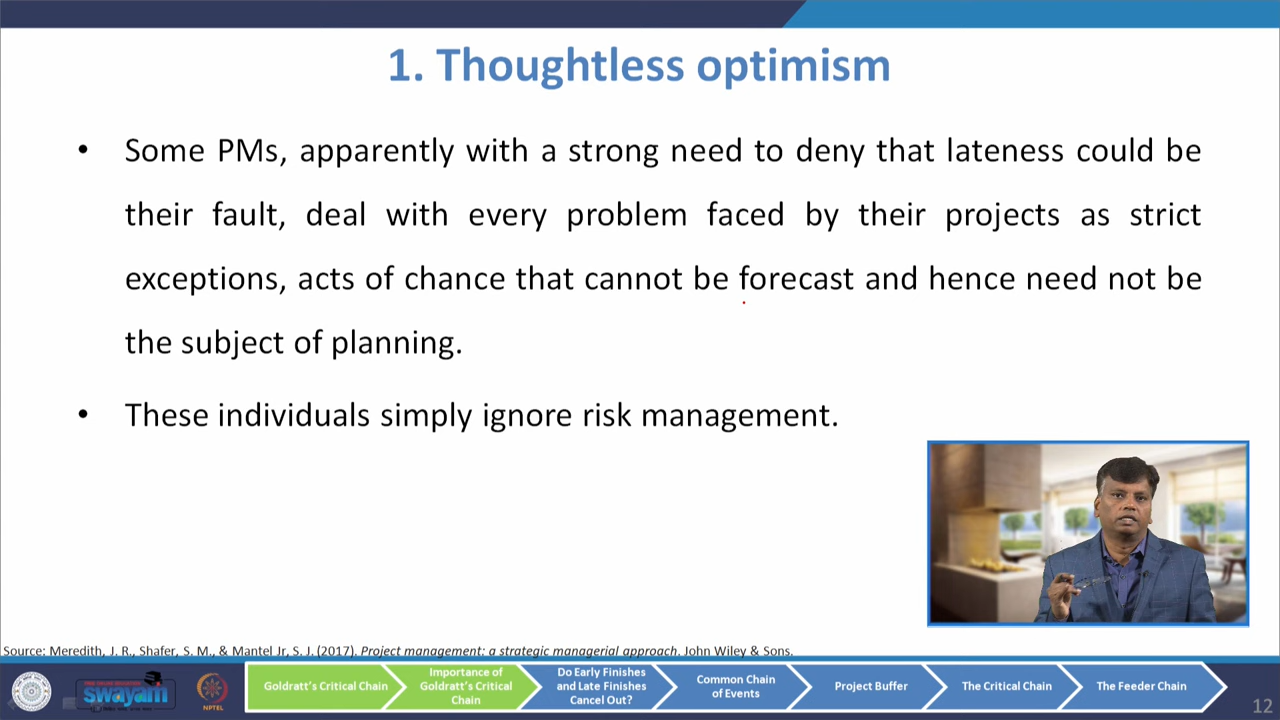 1. Thoughtless optimism
• Some PMs, apparently with a strong need to deny that lateness could be
their fault, deal with every problem faced by their projects as strict
exceptions, acts of chance that cannot be forecast and hence need not be
the subject of planning.
• These individuals simply ignore risk management.
Source: Meredith, J. R., Shafer, S. M., & Mantel Jr, S. J. (2017). Project management: a strategic managerial approach. John Wiley & Sons.
swayam
NPTEL
Goldratt's Critical Chain
Importance of
Goldratt's Critical
Chain
Do Early Finishes
and Late Finishes
Cancel Out?
Common Chain
of Events
Project Buffer
The Critical Chain
The Feeder Chain
12